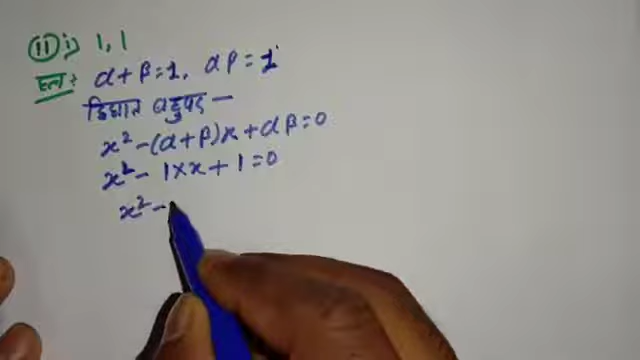 (ii) i) 1, 1
हल: α + β = 1, αβ = 1
द्विघात बहुपद —
x² - (α + β)x + αβ = 0
x² - 1 × x + 1 = 0
x² -